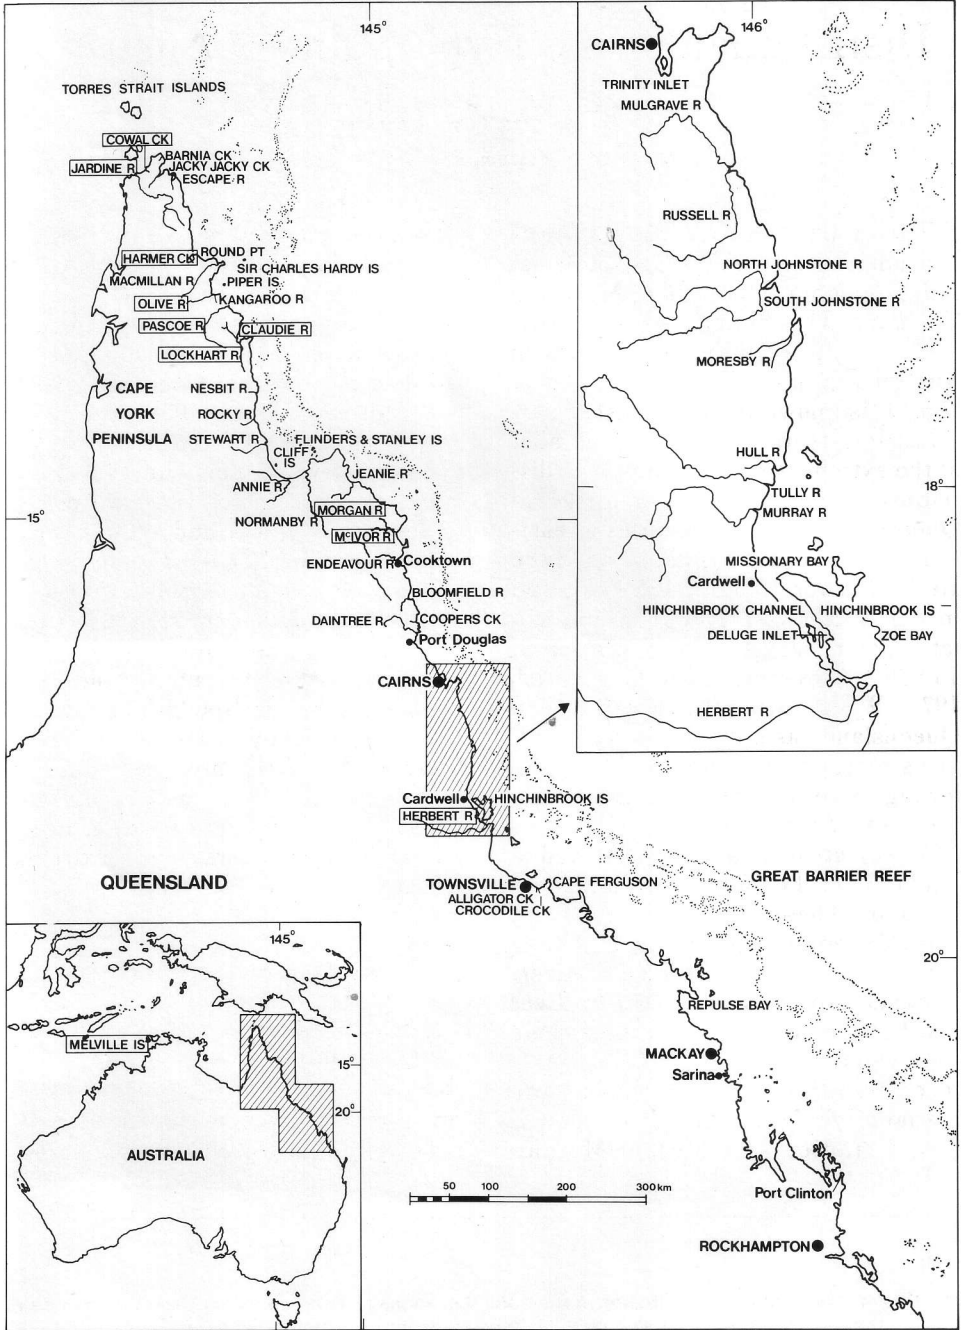 145°
TORRES STRAIT ISLANDS
COWAL CK
BARNIA CK
JARDINE R
JACKY JACKY CK
ESCAPE R
HARMER CK
ROUND PT
SIR CHARLES HARDY IS
MACMILLAN R
PIPER IS
OLIVE R
KANGAROO R
PASCOE R
CLAUDIE R
LOCKHART R
CAPE
YORK
PENINSULA
NESBIT R
ROCKY R
STEWART R
FLINDERS & STANLEY IS
CLIFF
IS
JEANIE R
ANNIE R
MORGAN R
NORMANBY R
15°
McIVOR R
ENDEAVOUR R
Cooktown
BLOOMFIELD R
DAINTREE R
COOPERS CK
Port Douglas
CAIRNS
Cardwell
HINCHINBROOK IS
HERBERT R
QUEENSLAND
TOWNSVILLE
CAPE FERGUSON
ALLIGATOR CK
CROCODILE CK
GREAT BARRIER REEF
20°
REPULSE BAY
MACKAY
Sarina
Port Clinton
ROCKHAMPTON
50 100 200 300 km
146°
CAIRNS
TRINITY INLET
MULGRAVE R
RUSSELL R
NORTH JOHNSTONE R
SOUTH JOHNSTONE R
MORESBY R
HULL R
18°
TULLY R
MURRAY R
MISSIONARY BAY
Cardwell
HINCHINBROOK CHANNEL
HINCHINBROOK IS
DELUGE INLET
ZOE BAY
HERBERT R
145°
MELVILLE IS
15°
20°
AUSTRALIA